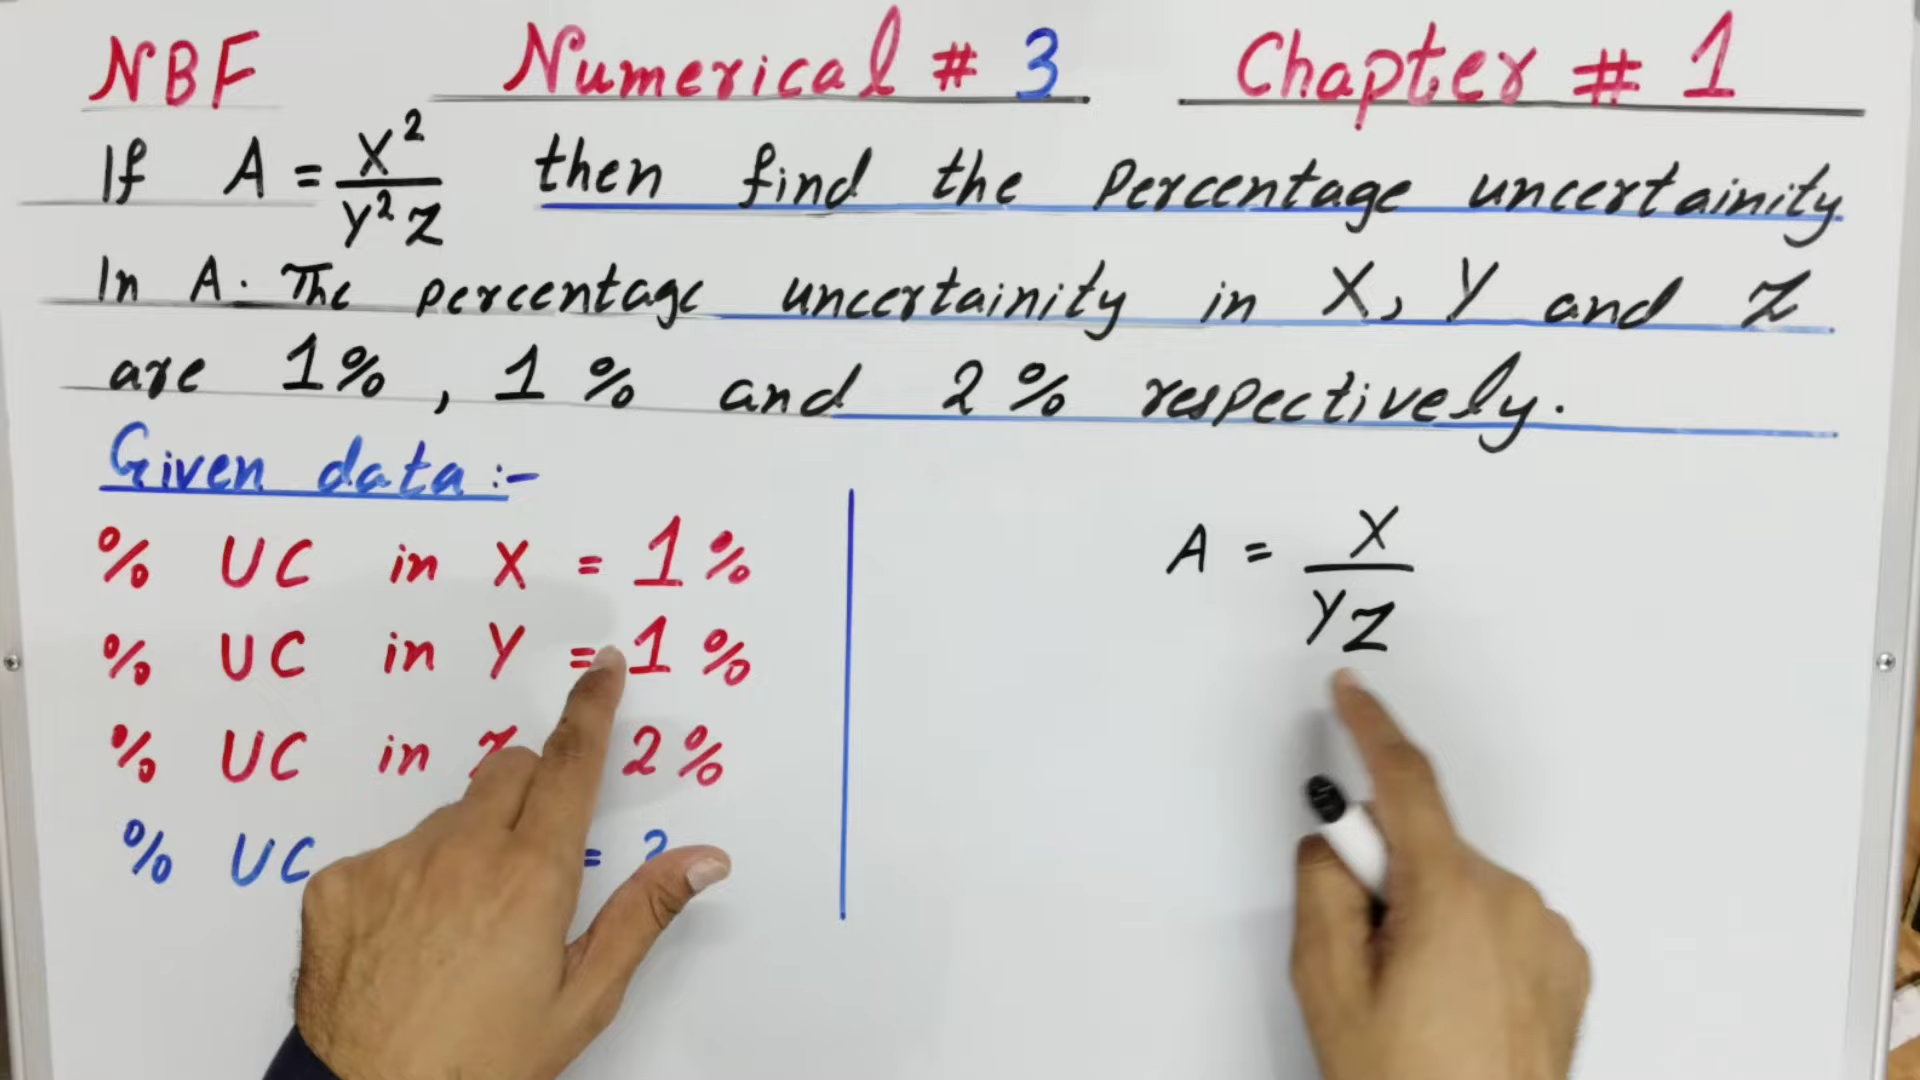 NBF Numerical # 3 Chapter # 1
If A = X² / Y² Z then find the Percentage uncertainity
In A. The percentage uncertainity in X, Y and Z
are 1%, 1% and 2% respectively.
Given data :-
% UC in X = 1%
% UC in Y = 1%
% UC in Z 2%
% UC = ?
A = X / YZ